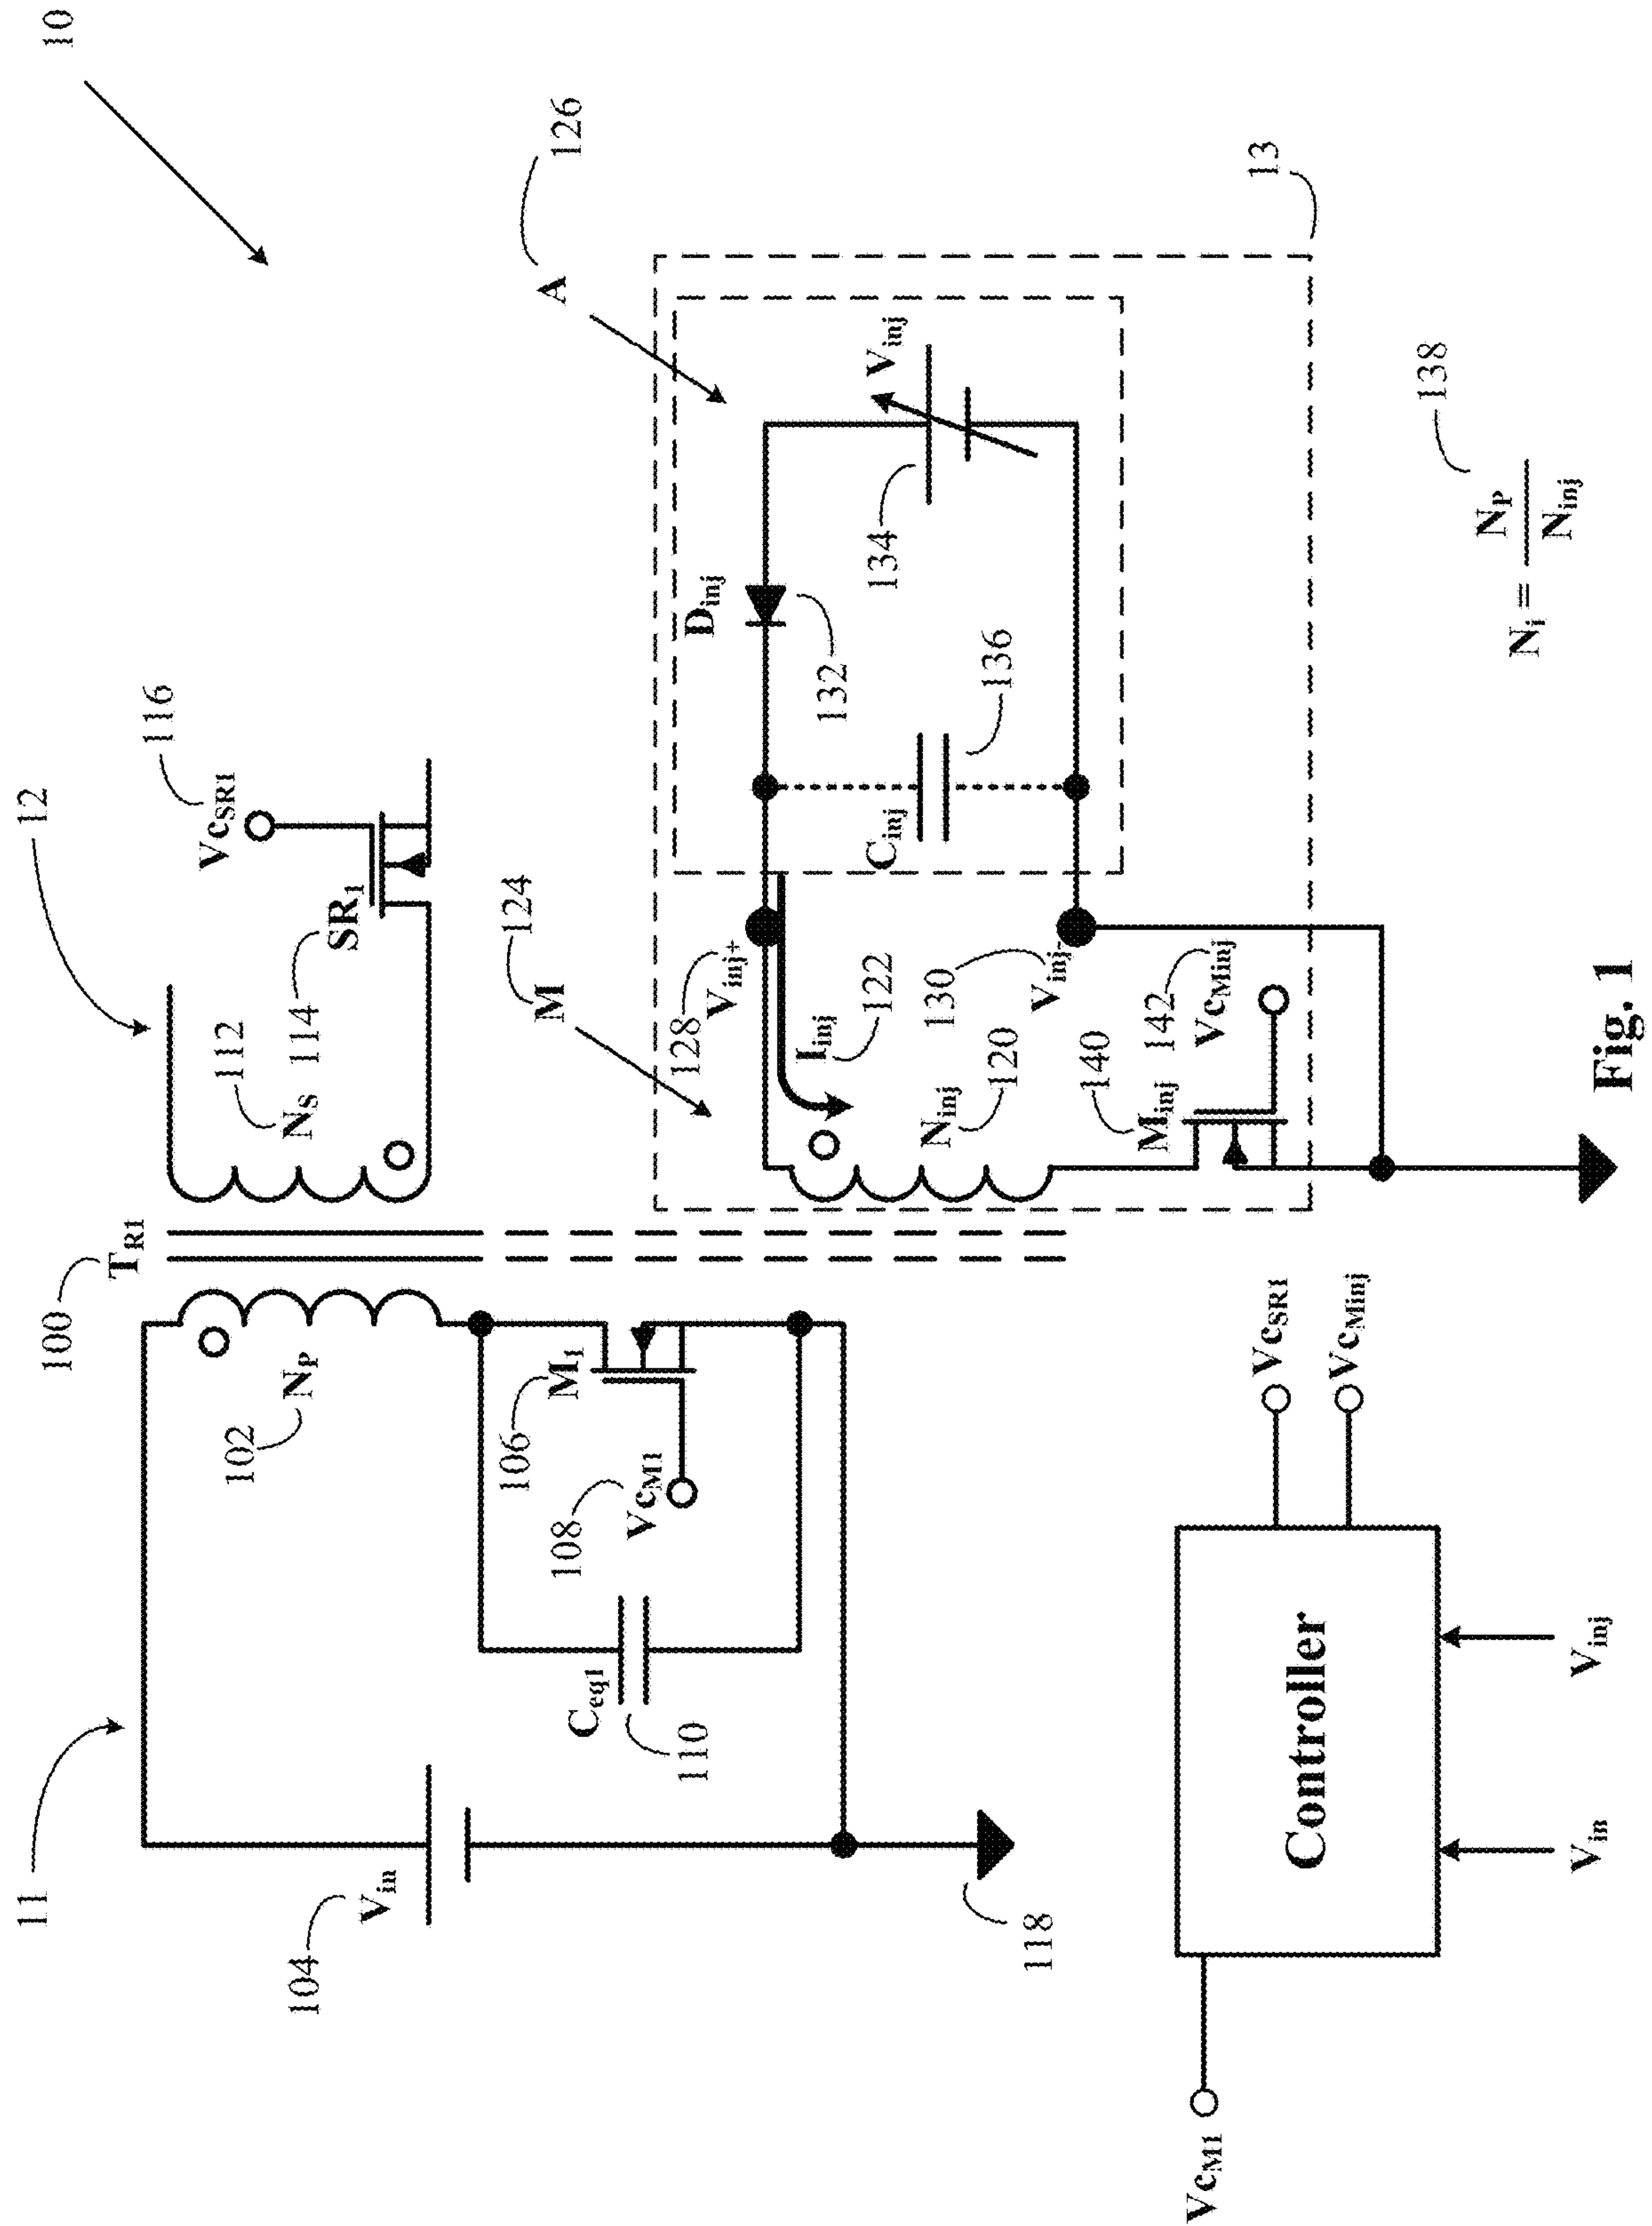 10
11
12
100
T_R1
116
Vc_SR1
104
V_in
102
N_P
112
N_S
114
SR_1
106
M_1
108
Vc_M1
C_eq1
110
118
126
A
124
M
128
V_inj+
D_inj
132
134
V_inj
I_inj
122
C_inj
136
N_inj
120
130
V_inj-
140
M_inj
142
Vc_Minj
13
138
N_i = N_P / N_inj
Vc_M1
Controller
Vc_SR1
Vc_Minj
V_in
V_inj
Fig. 1